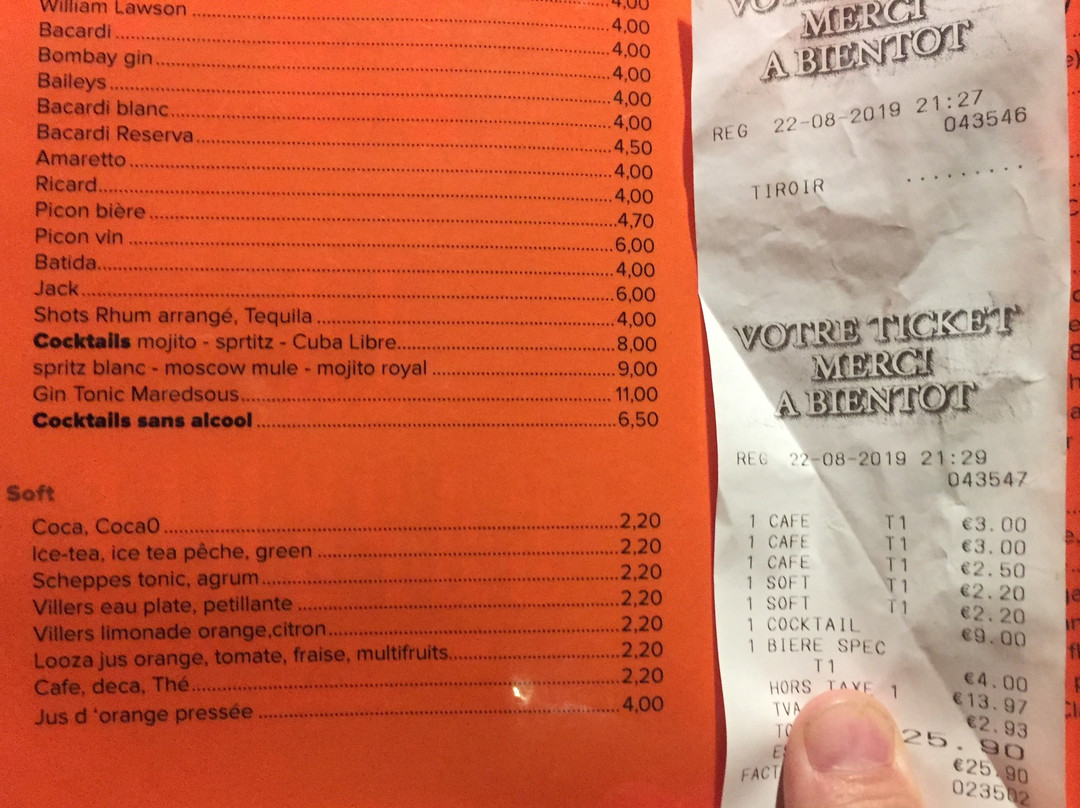 William Lawson 4,00
Bacardi 4,00
Bombay gin 4,00
Baileys 4,00
Bacardi blanc 4,00
Bacardi Reserva 4,50
Amaretto 4,00
Ricard 4,00
Picon bière 4,70
Picon vin 6,00
Batida 4,00
Jack 6,00
Shots Rhum arrangé, Tequila 4,00
Cocktails mojito - sprtitz - Cuba Libre 8,00
spritz blanc - moscow mule - mojito royal 9,00
Gin Tonic Maredsous 11,00
Cocktails sans alcool 6,50
Soft
Coca, Coca0 2,20
Ice-tea, ice tea pêche, green 2,20
Scheppes tonic, agrum 2,20
Villers eau plate, petillante 2,20
Villers limonade orange,citron 2,20
Looza jus orange, tomate, fraise, multifruits 2,20
Cafe, deca, Thé 2,20
Jus d 'orange pressée 4,00
VOTRE
MERCI
A BIENTOT
REG 22-08-2019 21:27
043546
TIROIR .........
VOTRE TICKET
MERCI
A BIENTOT
REG 22-08-2019 21:29
043547
1 CAFE T1 €3.00
1 CAFE T1 €3.00
1 CAFE T1 €2.50
1 SOFT T1 €2.20
1 SOFT T1 €2.20
1 COCKTAIL €9.00
1 BIERE SPEC
T1 €4.00
HORS TAXE 1 €13.97
TVA €2.93
25.90
€25.90
FACT 023502